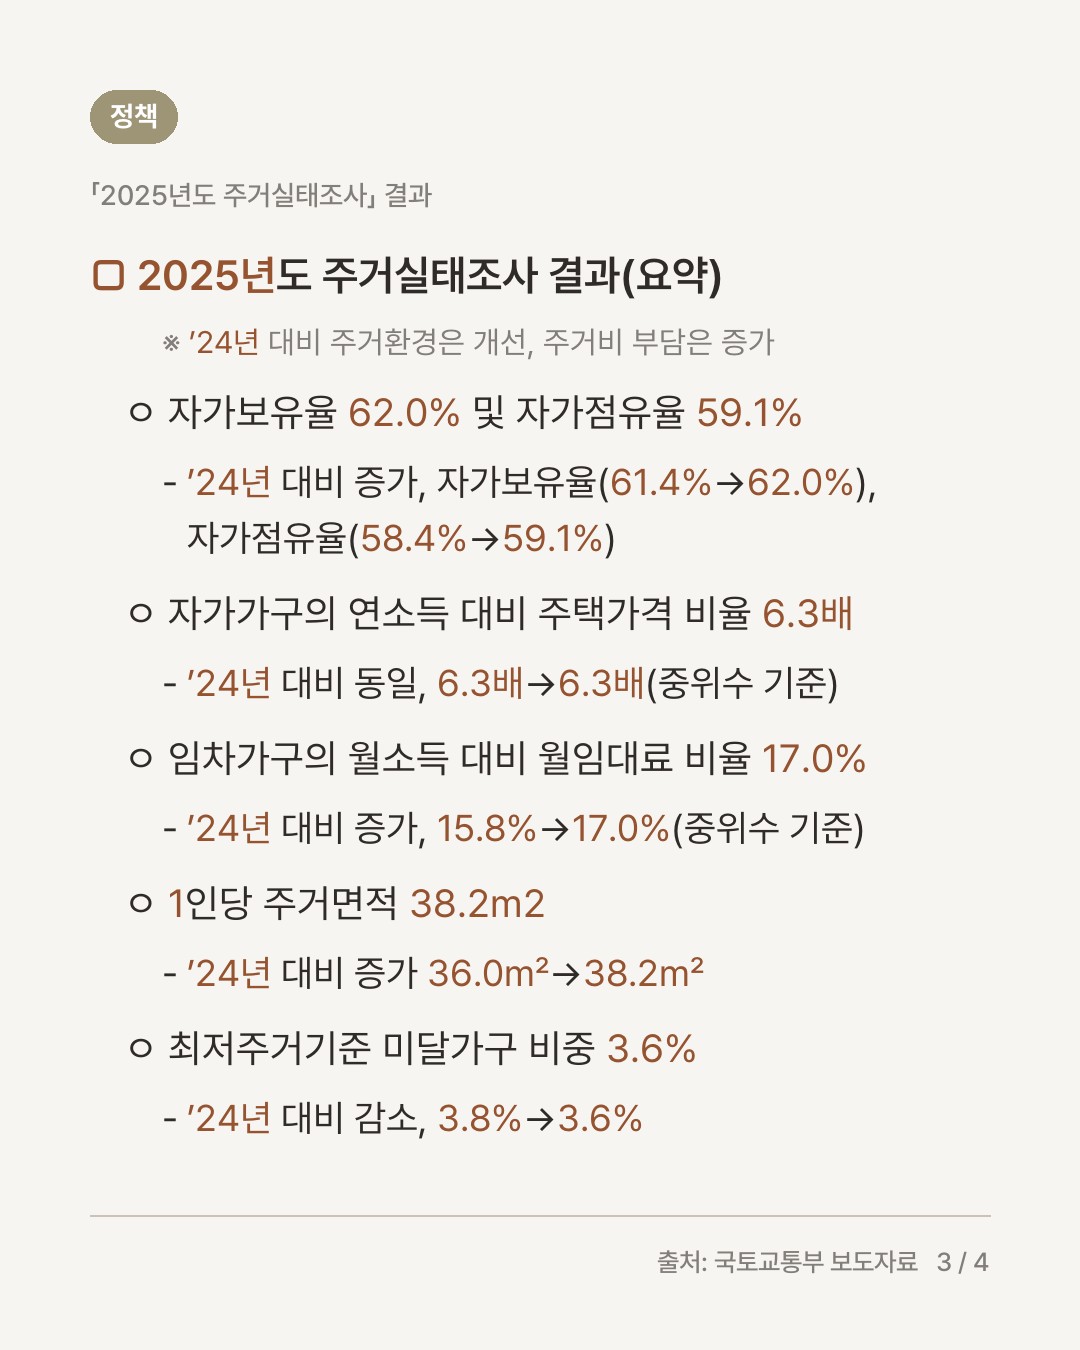 정책
「2025년도 주거실태조사」 결과
□ 2025년도 주거실태조사 결과(요약)
※ ’24년 대비 주거환경은 개선, 주거비 부담은 증가
ㅇ 자가보유율 62.0% 및 자가점유율 59.1%
- ’24년 대비 증가, 자가보유율(61.4%→62.0%),
자가점유율(58.4%→59.1%)
ㅇ 자가가구의 연소득 대비 주택가격 비율 6.3배
- ’24년 대비 동일, 6.3배→6.3배(중위수 기준)
ㅇ 임차가구의 월소득 대비 월임대료 비율 17.0%
- ’24년 대비 증가, 15.8%→17.0%(중위수 기준)
ㅇ 1인당 주거면적 38.2m2
- ’24년 대비 증가 36.0m²→38.2m²
ㅇ 최저주거기준 미달가구 비중 3.6%
- ’24년 대비 감소, 3.8%→3.6%
출처: 국토교통부 보도자료 3 / 4